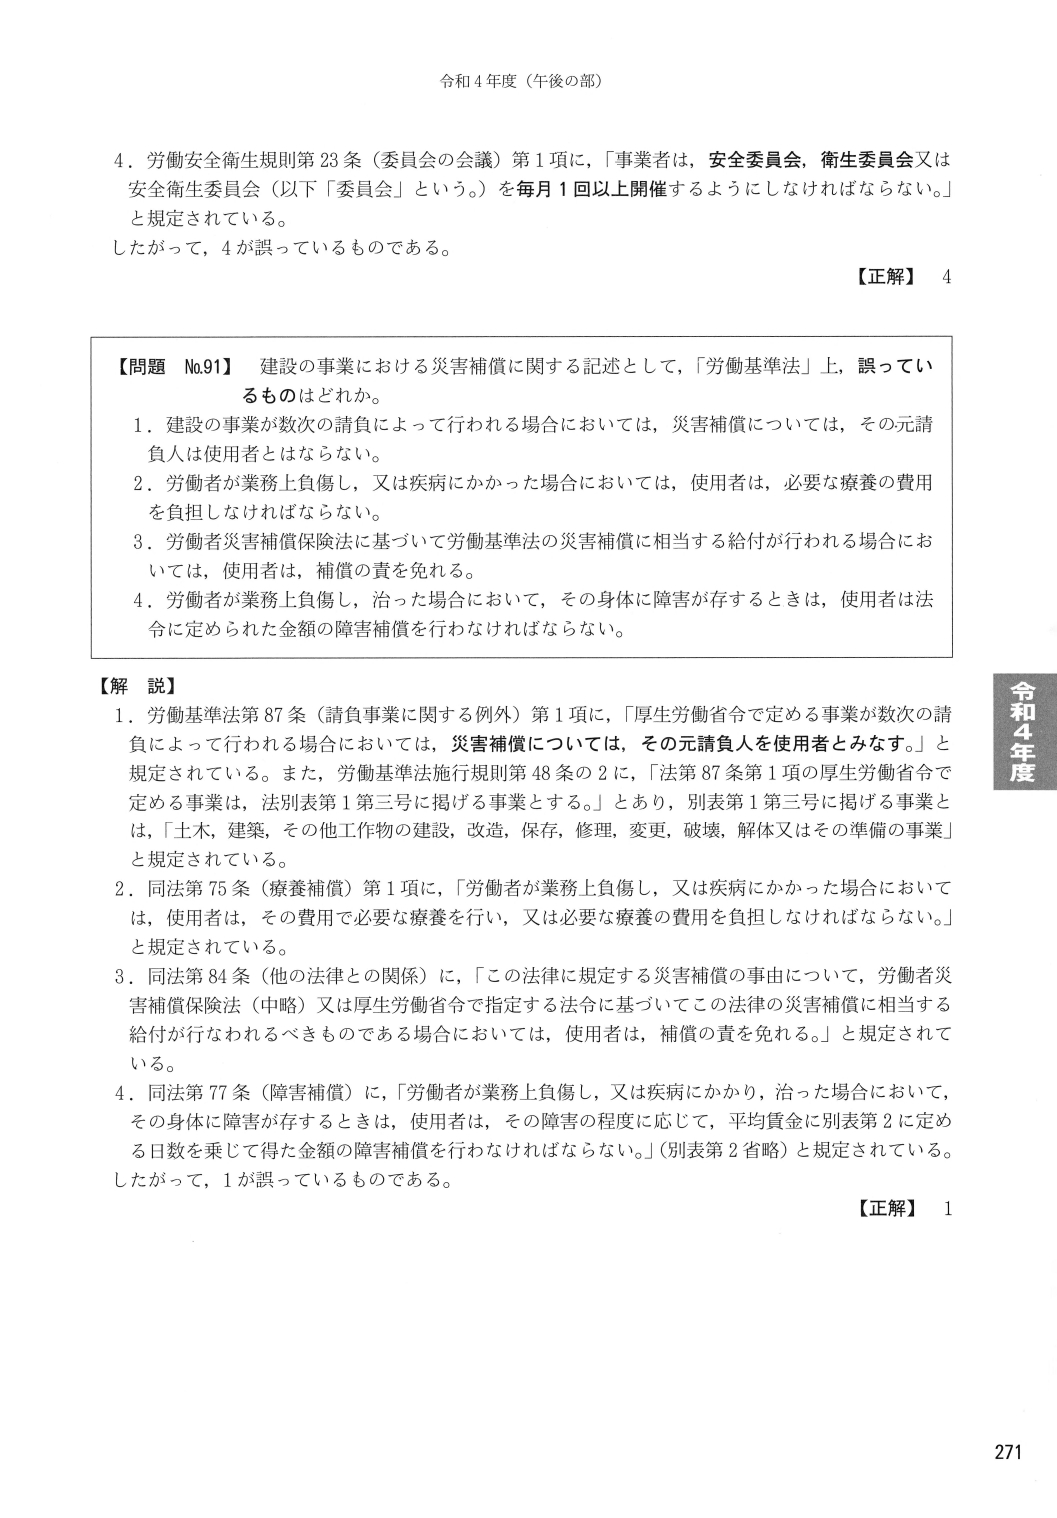 令和4年度（午後の部）
4．労働安全衛生規則第23条（委員会の会議）第1項に，「事業者は，安全委員会，衛生委員会又は
安全衛生委員会（以下「委員会」という。）を毎月1回以上開催するようにしなければならない。」
と規定されている。
したがって，4が誤っているものである。
【正解】　4
【問題　№91】　建設の事業における災害補償に関する記述として，「労働基準法」上，誤ってい
るものはどれか。
1．建設の事業が数次の請負によって行われる場合においては，災害補償については，その元請
負人は使用者とはならない。
2．労働者が業務上負傷し，又は疾病にかかった場合においては，使用者は，必要な療養の費用
を負担しなければならない。
3．労働者災害補償保険法に基づいて労働基準法の災害補償に相当する給付が行われる場合にお
いては，使用者は，補償の責を免れる。
4．労働者が業務上負傷し，治った場合において，その身体に障害が存するときは，使用者は法
令に定められた金額の障害補償を行わなければならない。
【解　説】
1．労働基準法第87条（請負事業に関する例外）第1項に，「厚生労働省令で定める事業が数次の請
負によって行われる場合においては，災害補償については，その元請負人を使用者とみなす。」と
規定されている。また，労働基準法施行規則第48条の2に，「法第87条第1項の厚生労働省令で
定める事業は，法別表第1第三号に掲げる事業とする。」とあり，別表第1第三号に掲げる事業と
は，「土木，建築，その他工作物の建設，改造，保存，修理，変更，破壊，解体又はその準備の事業」
と規定されている。
2．同法第75条（療養補償）第1項に，「労働者が業務上負傷し，又は疾病にかかった場合において
は，使用者は，その費用で必要な療養を行い，又は必要な療養の費用を負担しなければならない。」
と規定されている。
3．同法第84条（他の法律との関係）に，「この法律に規定する災害補償の事由について，労働者災
害補償保険法（中略）又は厚生労働省令で指定する法令に基づいてこの法律の災害補償に相当する
給付が行なわれるべきものである場合においては，使用者は，補償の責を免れる。」と規定されて
いる。
4．同法第77条（障害補償）に，「労働者が業務上負傷し，又は疾病にかかり，治った場合において，
その身体に障害が存するときは，使用者は，その障害の程度に応じて，平均賃金に別表第2に定め
る日数を乗じて得た金額の障害補償を行わなければならない。」（別表第2省略）と規定されている。
したがって，1が誤っているものである。
【正解】　1
令和4年度
271